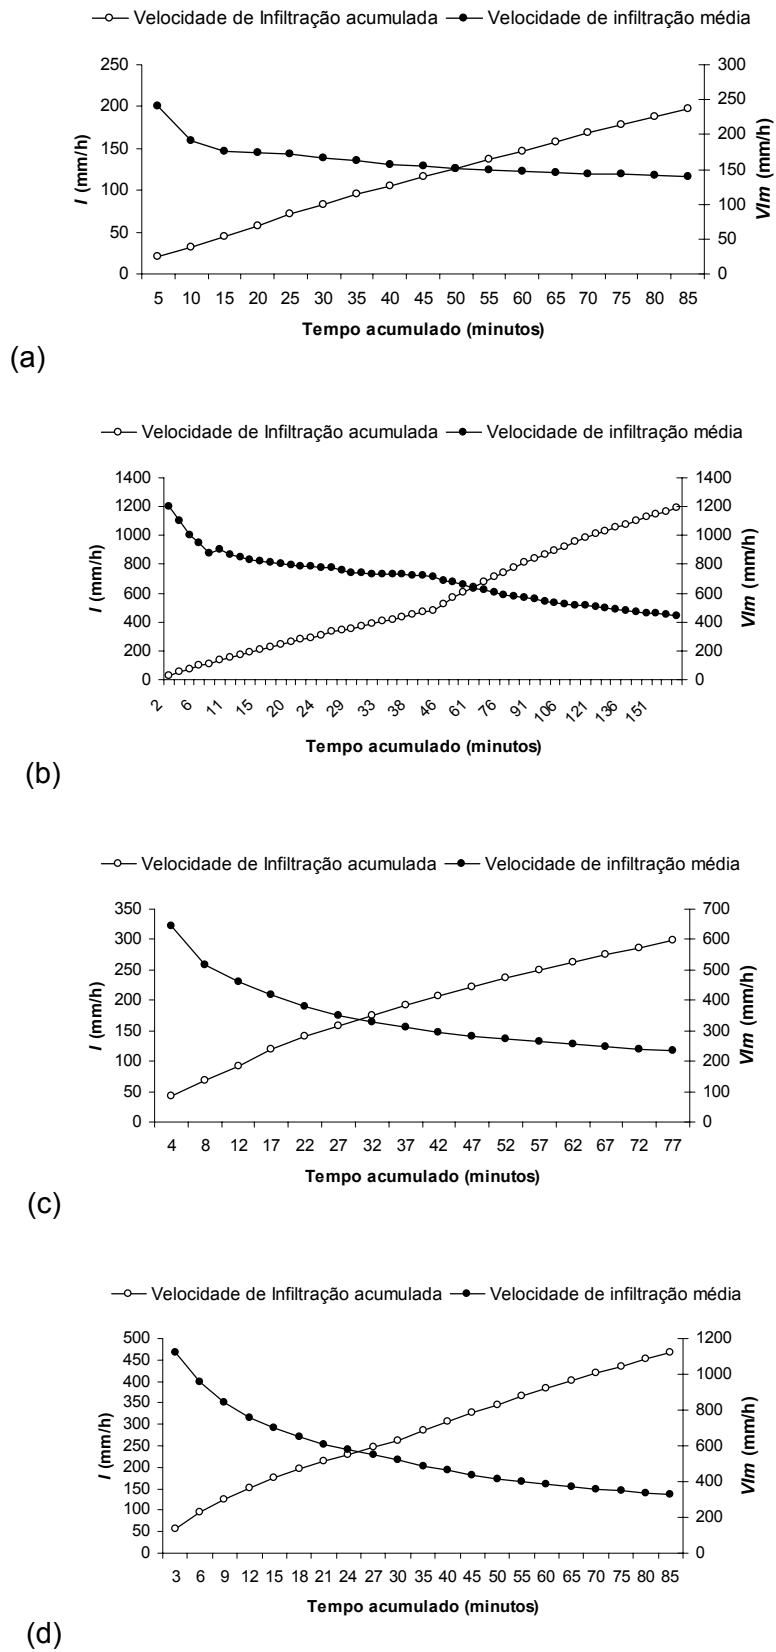 Velocidade de Infiltração acumulada Velocidade de infiltração média
250 300
200 250
150 200
100 150
50 100
0 50
0
I (mm/h)
VIm (mm/h)
5 10 15 20 25 30 35 40 45 50 55 60 65 70 75 80 85
Tempo acumulado (minutos)
(a)
Velocidade de Infiltração acumulada Velocidade de infiltração média
1400 1400
1200 1200
1000 1000
800 800
600 600
400 400
200 200
0 0
I (mm/h)
VIm (mm/h)
2 6 11 15 20 24 29 33 38 46 61 76 91 106 121 136 151
Tempo acumulado (minutos)
(b)
Velocidade de Infiltração acumulada Velocidade de infiltração média
350 700
300 600
250 500
200 400
150 300
100 200
50 100
0 0
I (mm/h)
VIm (mm/h)
4 8 12 17 22 27 32 37 42 47 52 57 62 67 72 77
Tempo acumulado (minutos)
(c)
Velocidade de Infiltração acumulada Velocidade de infiltração média
500 1200
450 1000
400 800
350 600
300 400
250 200
200 0
150
100
50
0
I (mm/h)
VIm (mm/h)
3 6 9 12 15 18 21 24 27 30 35 40 45 50 55 60 65 70 75 80 85
Tempo acumulado (minutos)
(d)